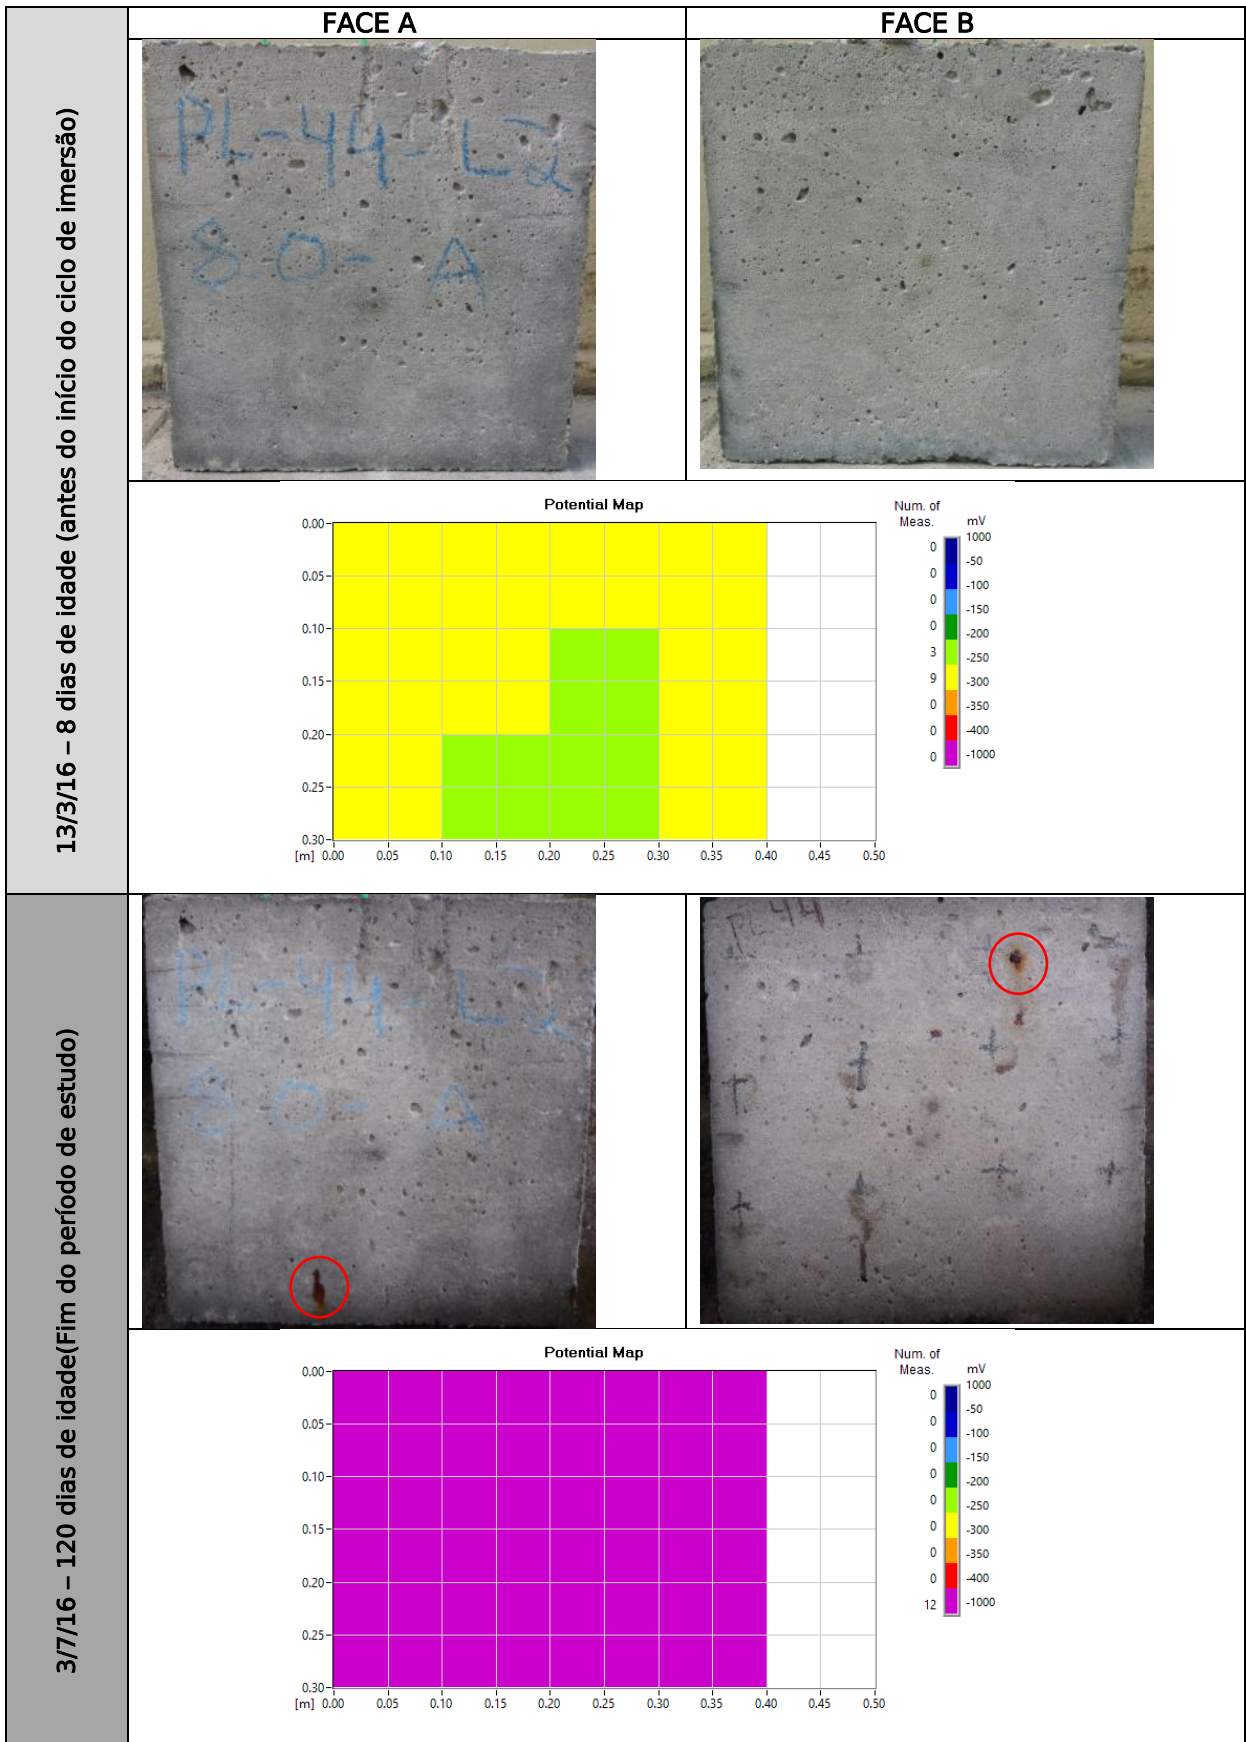 FACE A
FACE B
13/3/16 – 8 dias de idade (antes do início do ciclo de imersão)
PL-44-L2
8.0- A
Potential Map
Num. of
Meas.
mV
0.00
0.05
0.10
0.15
0.20
0.25
0.30
[m] 0.00 0.05 0.10 0.15 0.20 0.25 0.30 0.35 0.40 0.45 0.50
0
0
0
0
3
9
0
0
0
1000
-50
-100
-150
-200
-250
-300
-350
-400
-1000
3/7/16 – 120 dias de idade(Fim do período de estudo)
PL-44-L2
8.0- A
PL-44
Potential Map
Num. of
Meas.
mV
0.00
0.05
0.10
0.15
0.20
0.25
0.30
[m] 0.00 0.05 0.10 0.15 0.20 0.25 0.30 0.35 0.40 0.45 0.50
0
0
0
0
0
0
0
0
12
1000
-50
-100
-150
-200
-250
-300
-350
-400
-1000